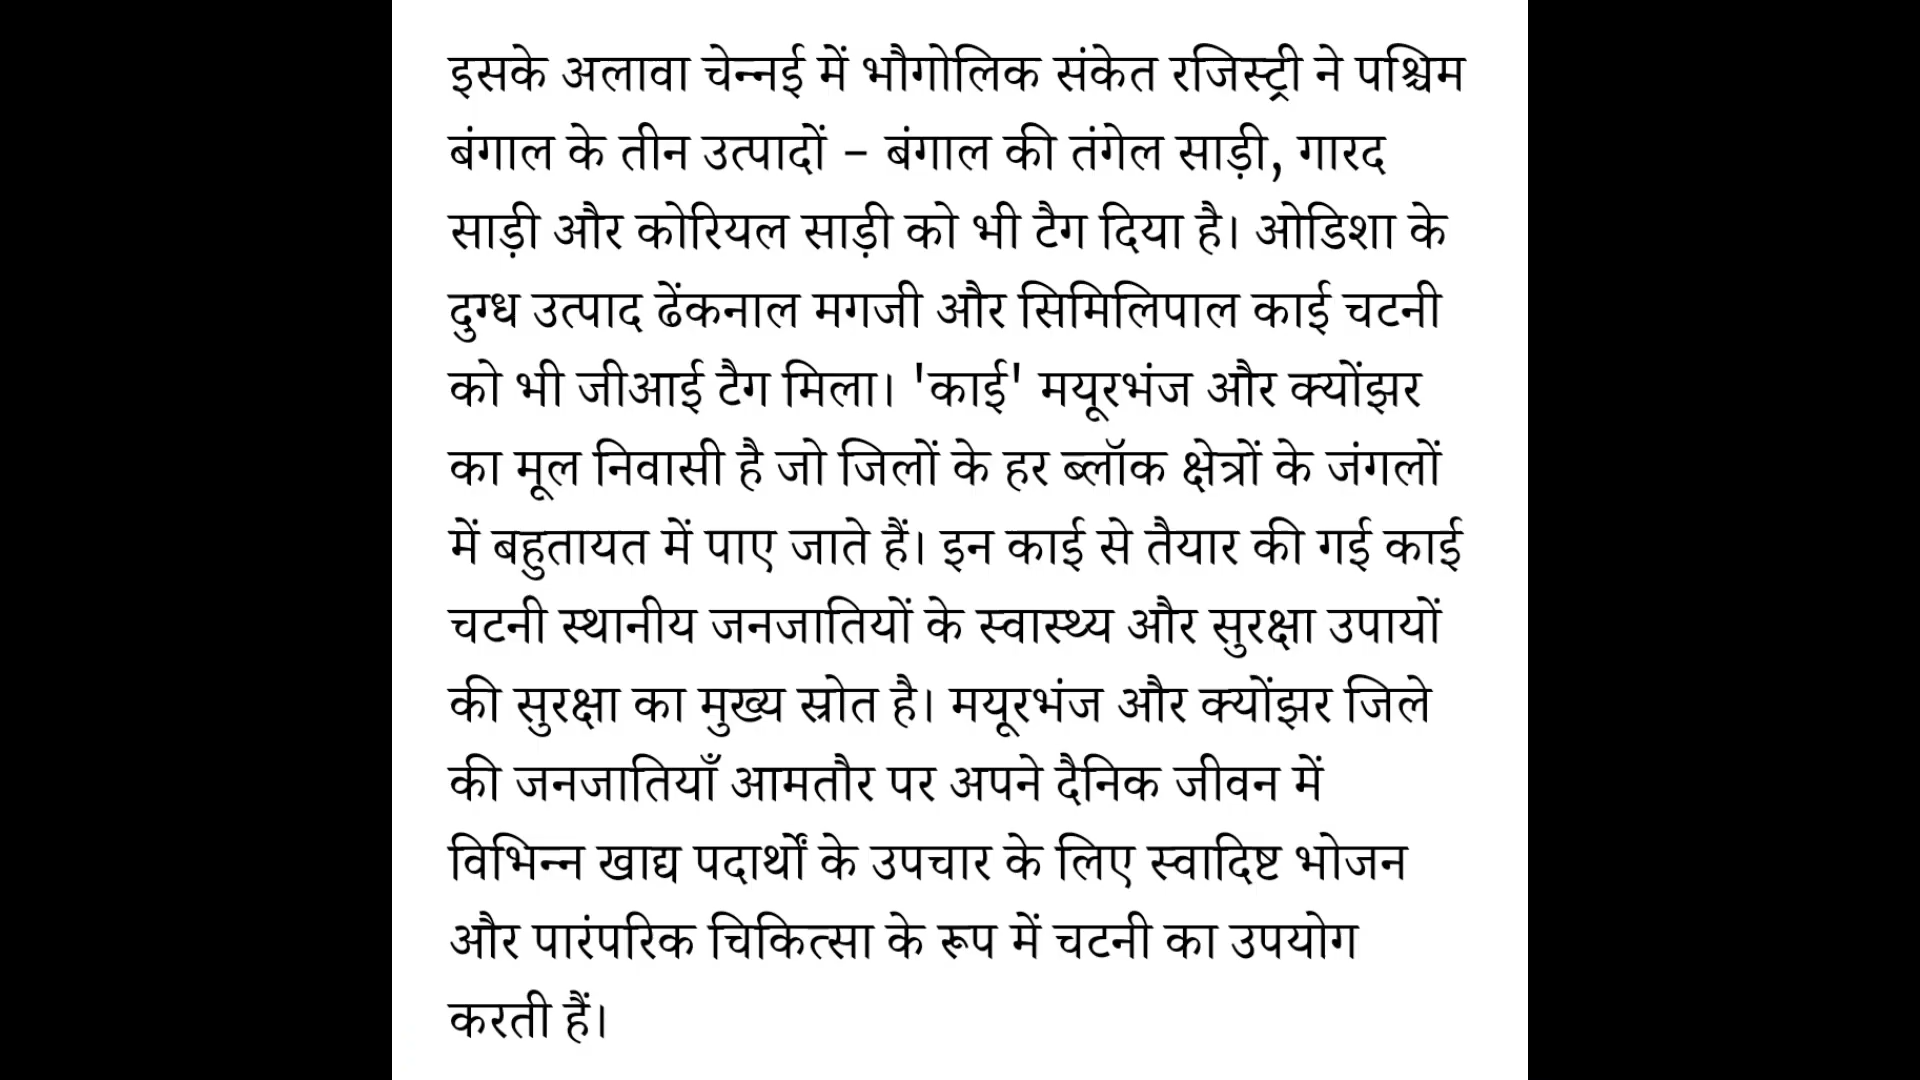 इसके अलावा चेन्नई में भौगोलिक संकेत रजिस्ट्री ने पश्चिम
बंगाल के तीन उत्पादों – बंगाल की तंगेल साड़ी, गारद
साड़ी और कोरियल साड़ी को भी टैग दिया है। ओडिशा के
दुग्ध उत्पाद ढेंकनाल मगजी और सिमिलिपाल काई चटनी
को भी जीआई टैग मिला। 'काई' मयूरभंज और क्योंझर
का मूल निवासी है जो जिलों के हर ब्लॉक क्षेत्रों के जंगलों
में बहुतायत में पाए जाते हैं। इन काई से तैयार की गई काई
चटनी स्थानीय जनजातियों के स्वास्थ्य और सुरक्षा उपायों
की सुरक्षा का मुख्य स्रोत है। मयूरभंज और क्योंझर जिले
की जनजातियाँ आमतौर पर अपने दैनिक जीवन में
विभिन्न खाद्य पदार्थों के उपचार के लिए स्वादिष्ट भोजन
और पारंपरिक चिकित्सा के रूप में चटनी का उपयोग
करती हैं।